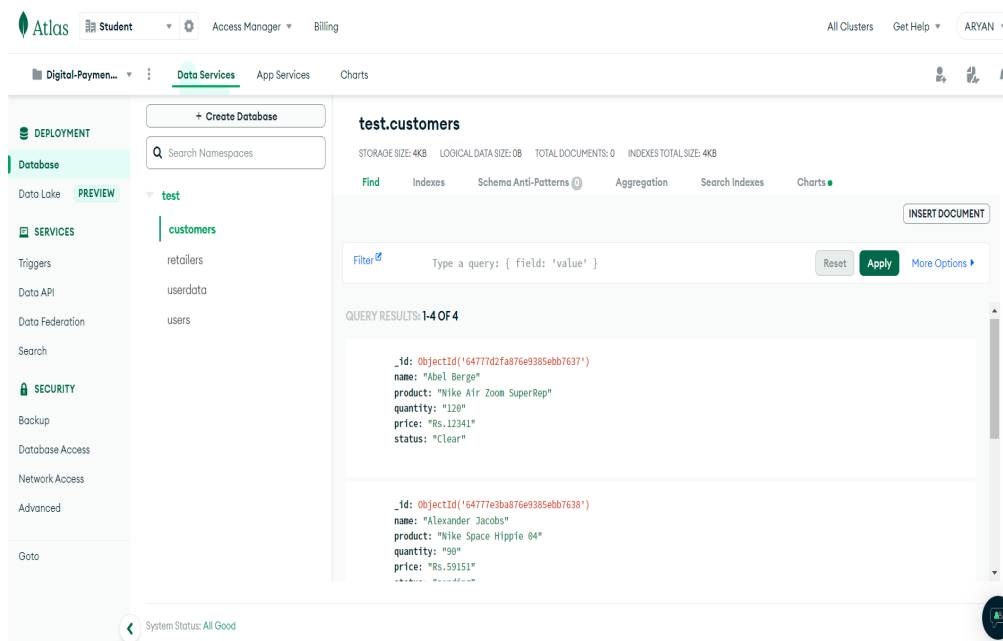 Atlas
Student
Access Manager
Billing
All Clusters
Get Help
ARYAN
Digital-Paymen...
Data Services
App Services
Charts
DEPLOYMENT
Database
Data Lake PREVIEW
SERVICES
Triggers
Data API
Data Federation
Search
SECURITY
Backup
Database Access
Network Access
Advanced
Goto
+ Create Database
Search Namespaces
test
customers
retailers
userdata
users
test.customers
STORAGE SIZE: 4KB LOGICAL DATA SIZE: 0B TOTAL DOCUMENTS: 0 INDEXES TOTAL SIZE: 4KB
Find Indexes Schema Anti-Patterns 0 Aggregation Search Indexes Charts
INSERT DOCUMENT
Filter Type a query: { field: 'value' } Reset Apply More Options
QUERY RESULTS: 1-4 OF 4
_id: ObjectId('64777d2fa876e9385ebb7637')
name: "Abel Berge"
product: "Nike Air Zoom SuperRep"
quantity: "120"
price: "Rs.12341"
status: "Clear"
_id: ObjectId('64777e3ba876e9385ebb7638')
name: "Alexander Jacobs"
product: "Nike Space Hippie 04"
quantity: "90"
price: "Rs.59151"
System Status: All Good